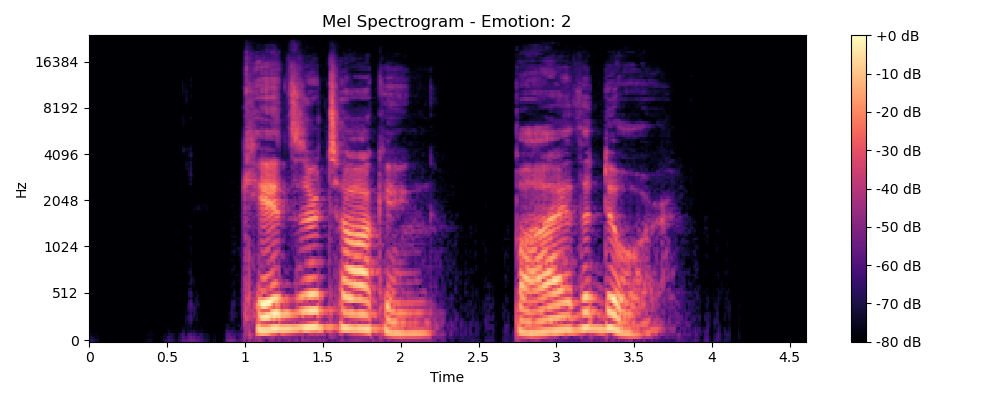 Mel Spectrogram - Emotion: 2
Hz
16384
8192
4096
2048
1024
512
0
0 0.5 1 1.5 2 2.5 3 3.5 4 4.5
Time
+0 dB
-10 dB
-20 dB
-30 dB
-40 dB
-50 dB
-60 dB
-70 dB
-80 dB